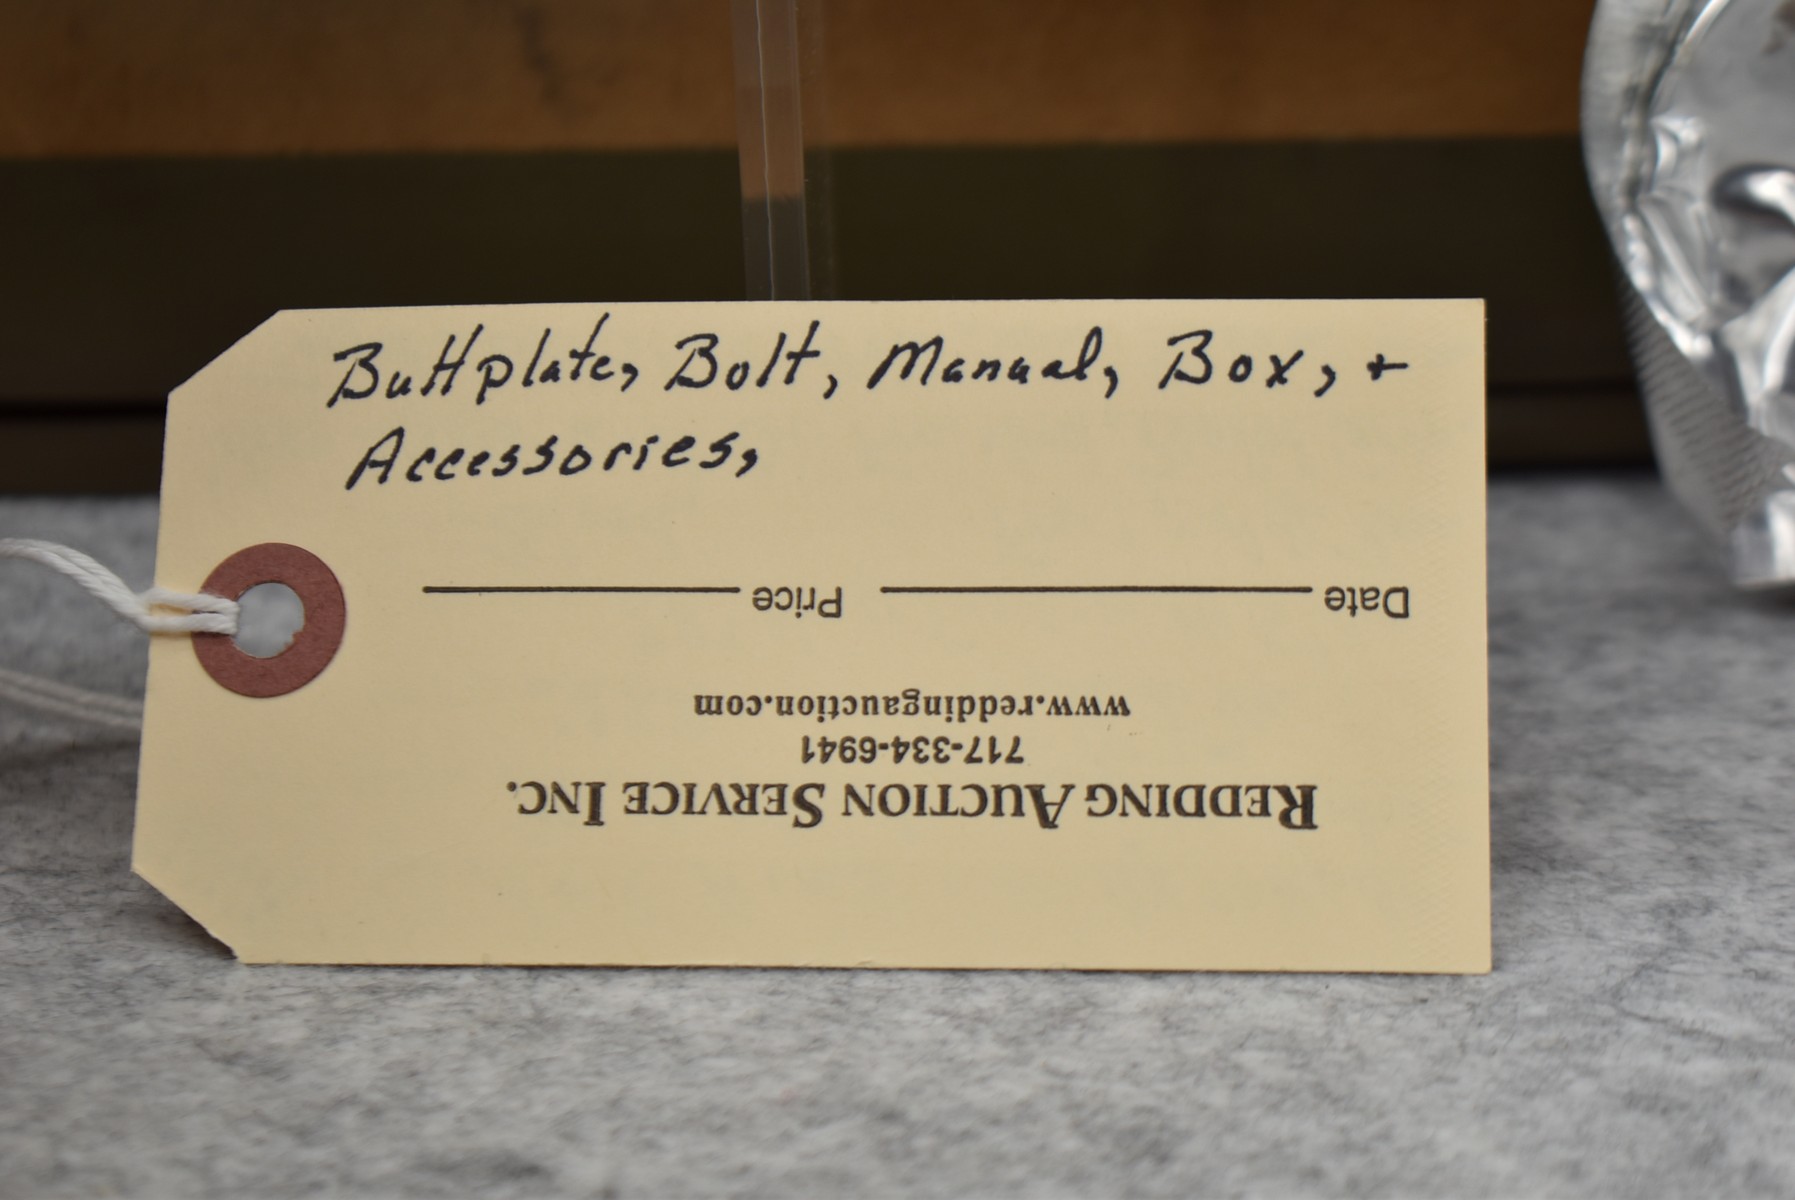 Buttplate, Bolt, Manual, Box, +
Accessories,
REDDING AUCTION SERVICE INC.
717-334-6941
www.reddingauction.com
Date Price